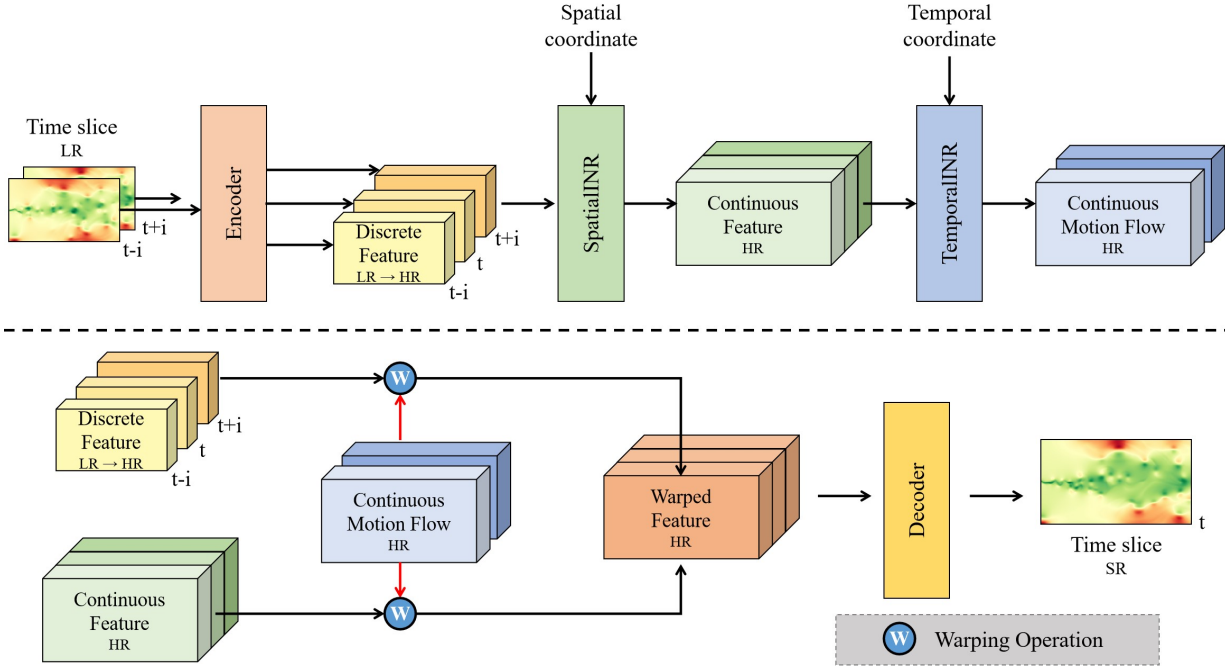 Spatial
coordinate
Temporal
coordinate
Time slice
LR
t+i
t-i
Encoder
Discrete
Feature
LR → HR
t+i
t
t-i
SpatialINR
Continuous
Feature
HR
TemporalINR
Continuous
Motion Flow
HR
Discrete
Feature
LR → HR
t+i
t
t-i
W
Continuous
Motion Flow
HR
W
Continuous
Feature
HR
Warped
Feature
HR
Decoder
t
Time slice
SR
W Warping Operation